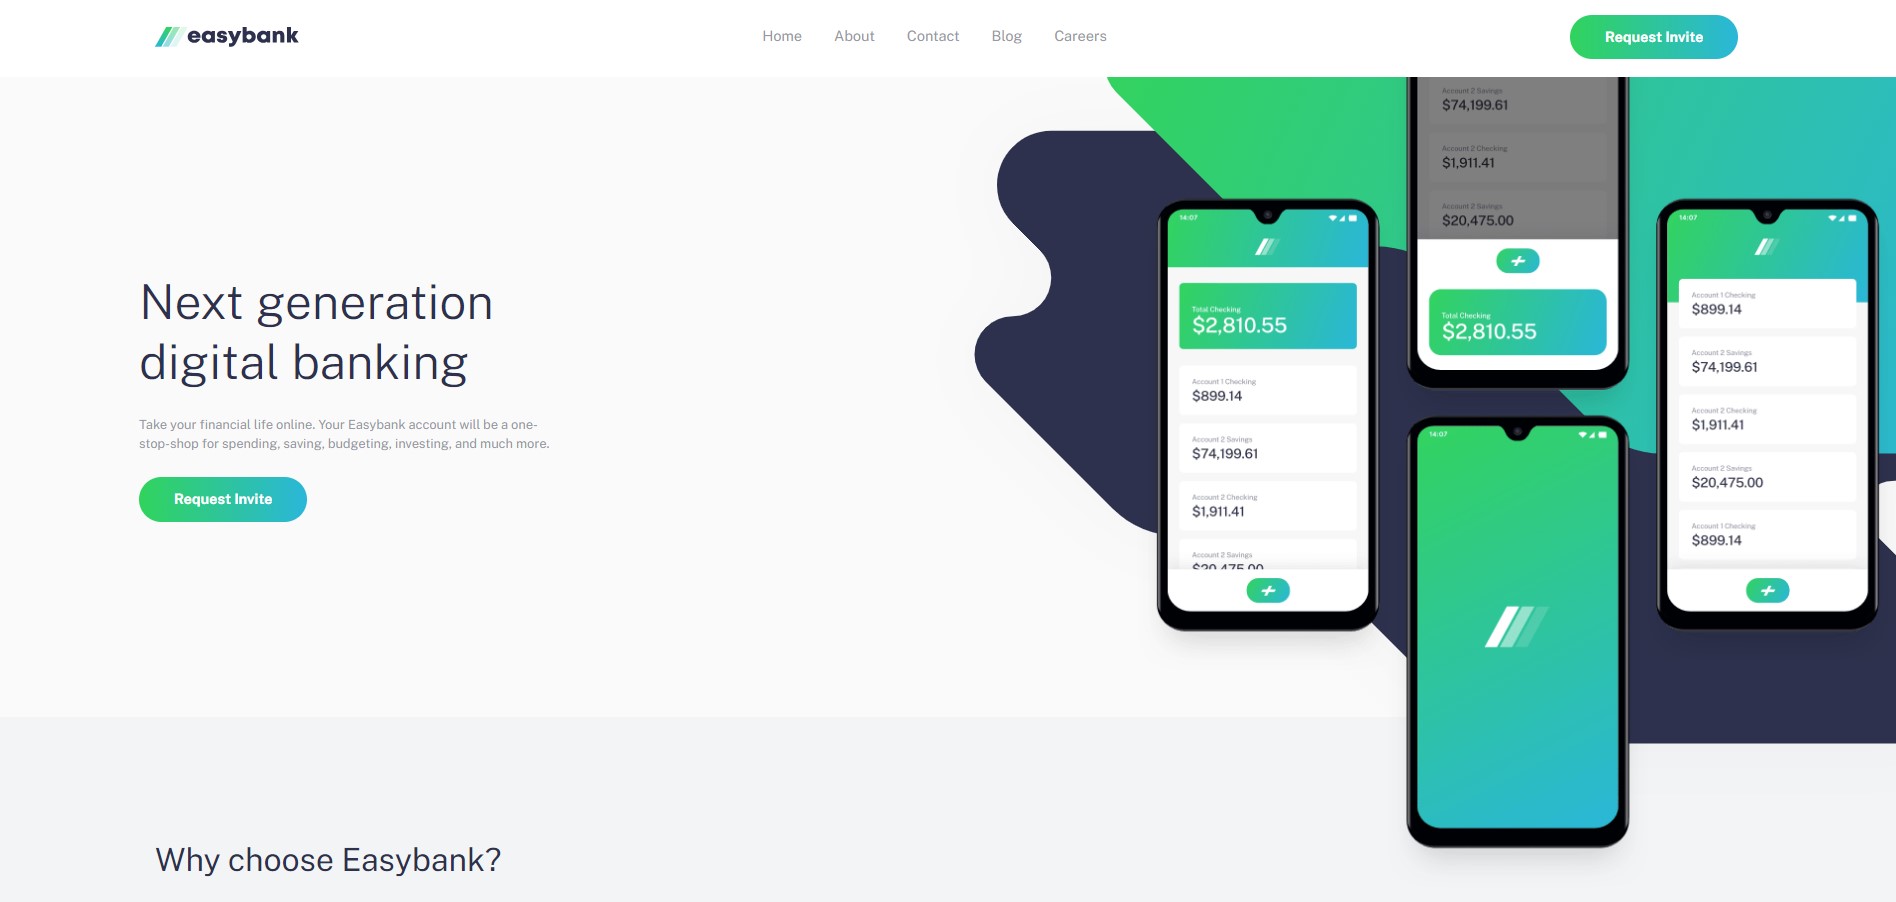 easybank
Home
About
Contact
Blog
Careers
Request Invite
Next generation
digital banking
Take your financial life online. Your Easybank account will be a one-
stop-shop for spending, saving, budgeting, investing, and much more.
Request Invite
14:07
Total Checking
$2,810.55
Account 1 Checking
$899.14
Account 2 Savings
$74,199.61
Account 2 Checking
$1,911.41
Account 2 Savings
$20,475.00
Account 2 Savings
$74,199.61
Account 2 Checking
$1,911.41
Account 2 Savings
$20,475.00
Total Checking
$2,810.55
14:07
14:07
Account 1 Checking
$899.14
Account 2 Savings
$74,199.61
Account 2 Checking
$1,911.41
Account 2 Savings
$20,475.00
Account 1 Checking
$899.14
Why choose Easybank?